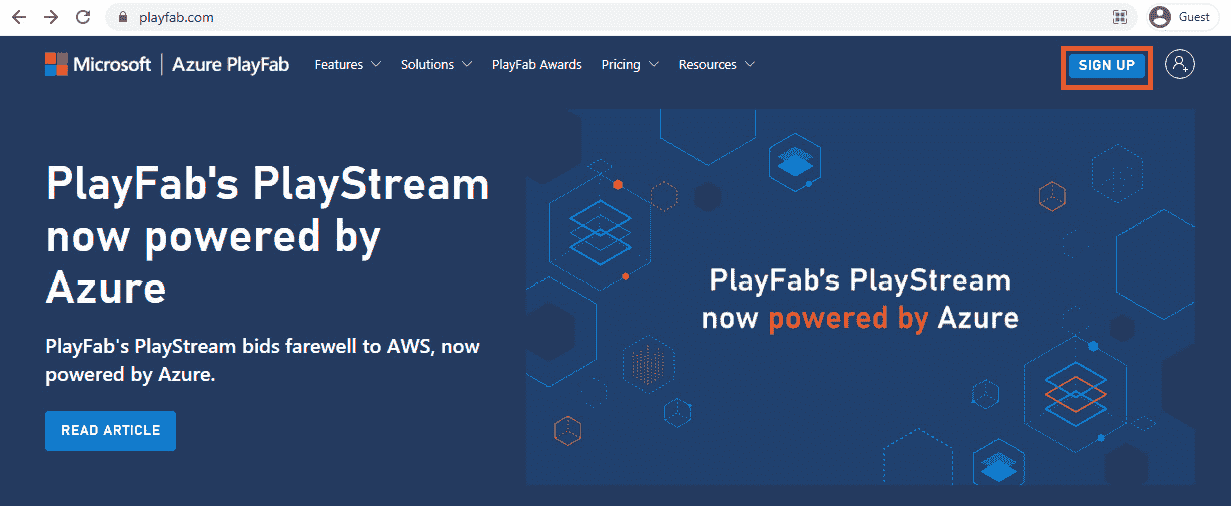 playfab.com
Guest
Microsoft | Azure PlayFab
Features
Solutions
PlayFab Awards
Pricing
Resources
SIGN UP
PlayFab's PlayStream
now powered by
Azure
PlayFab's PlayStream bids farewell to AWS, now
powered by Azure.
READ ARTICLE
PlayFab’s PlayStream
now powered by Azure